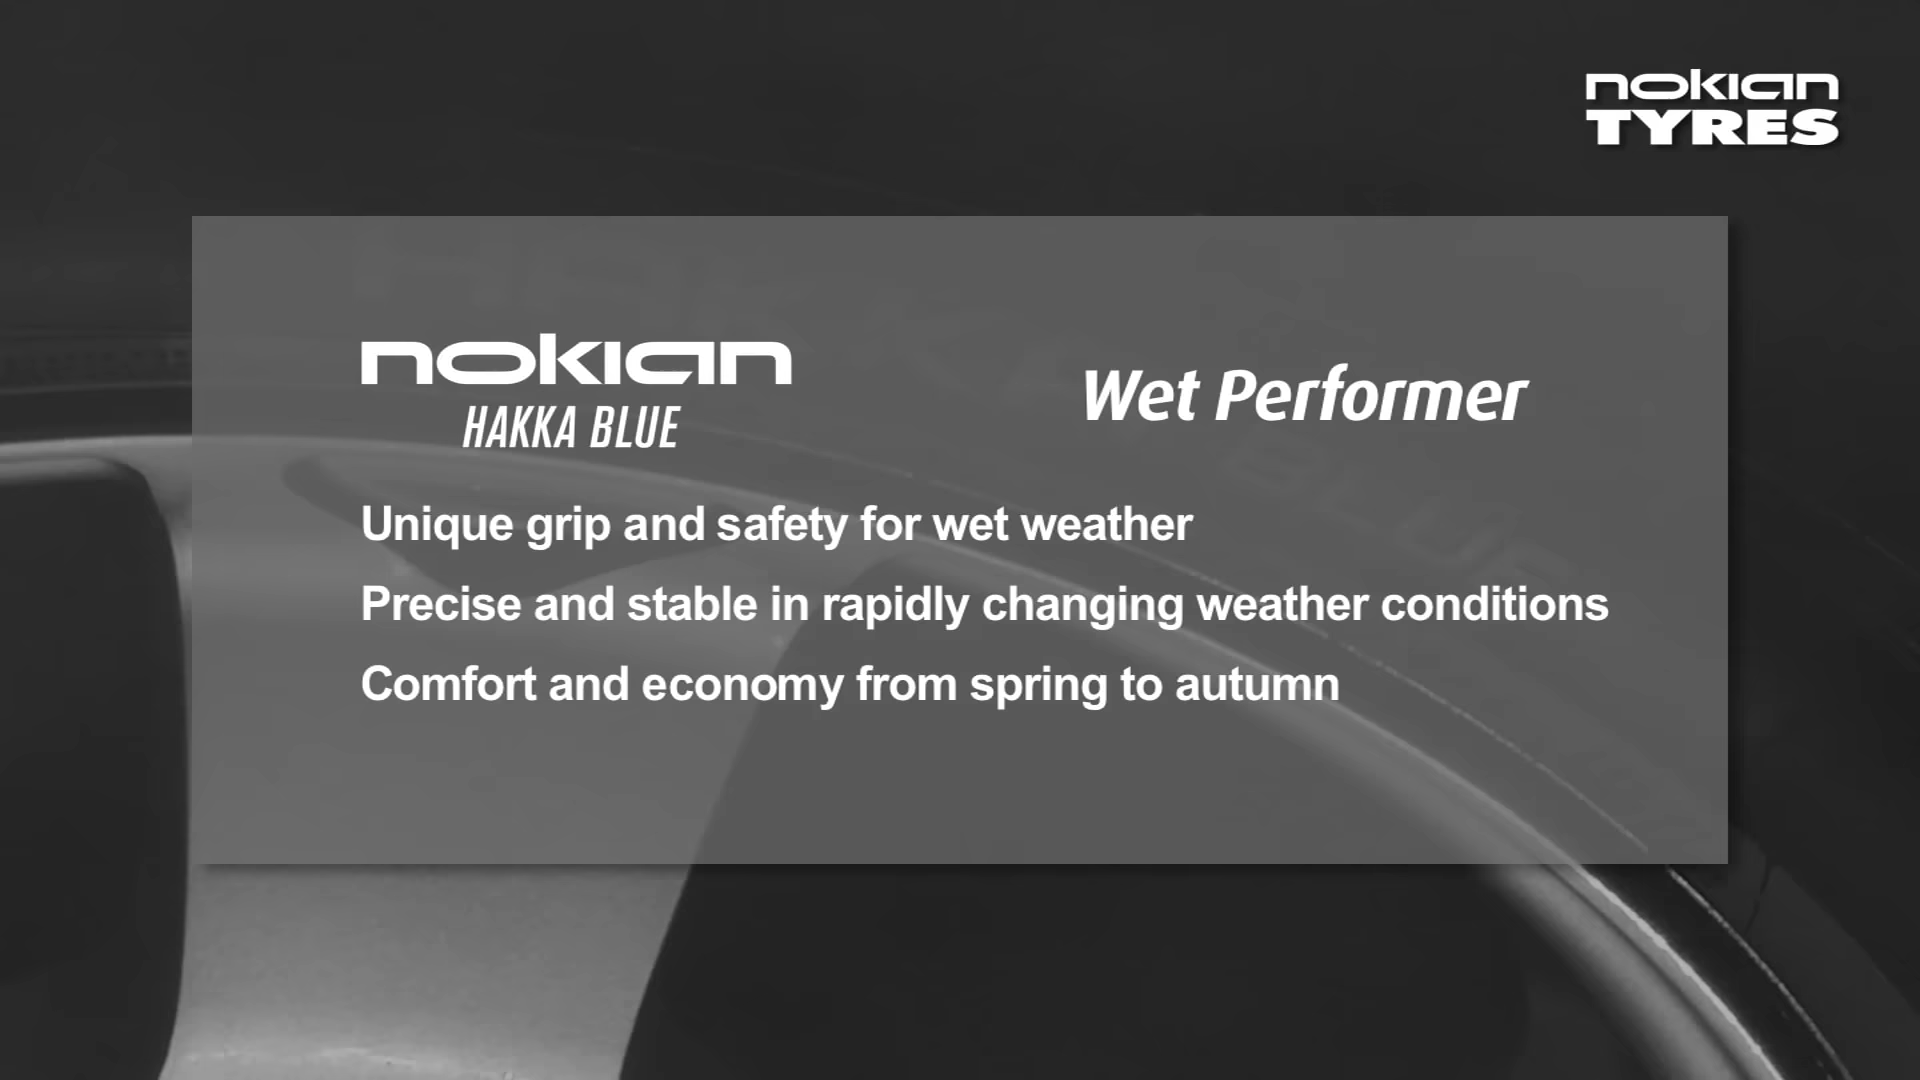 nokian
TYRES
nokian
HAKKA BLUE
Wet Performer
Unique grip and safety for wet weather
Precise and stable in rapidly changing weather conditions
Comfort and economy from spring to autumn